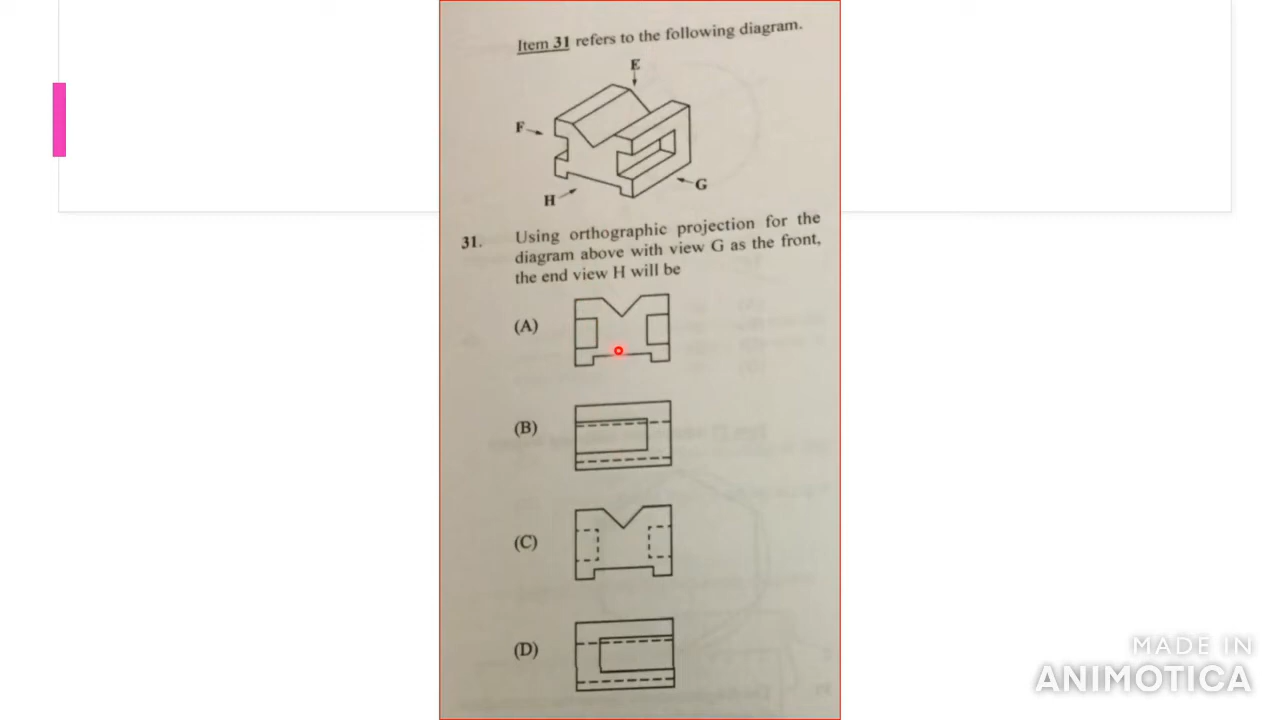 Item 31 refers to the following diagram.
E
F
G
H
31. Using orthographic projection for the
diagram above with view G as the front,
the end view H will be
(A)
(B)
(C)
(D)
MADE IN
ANIMOTICA